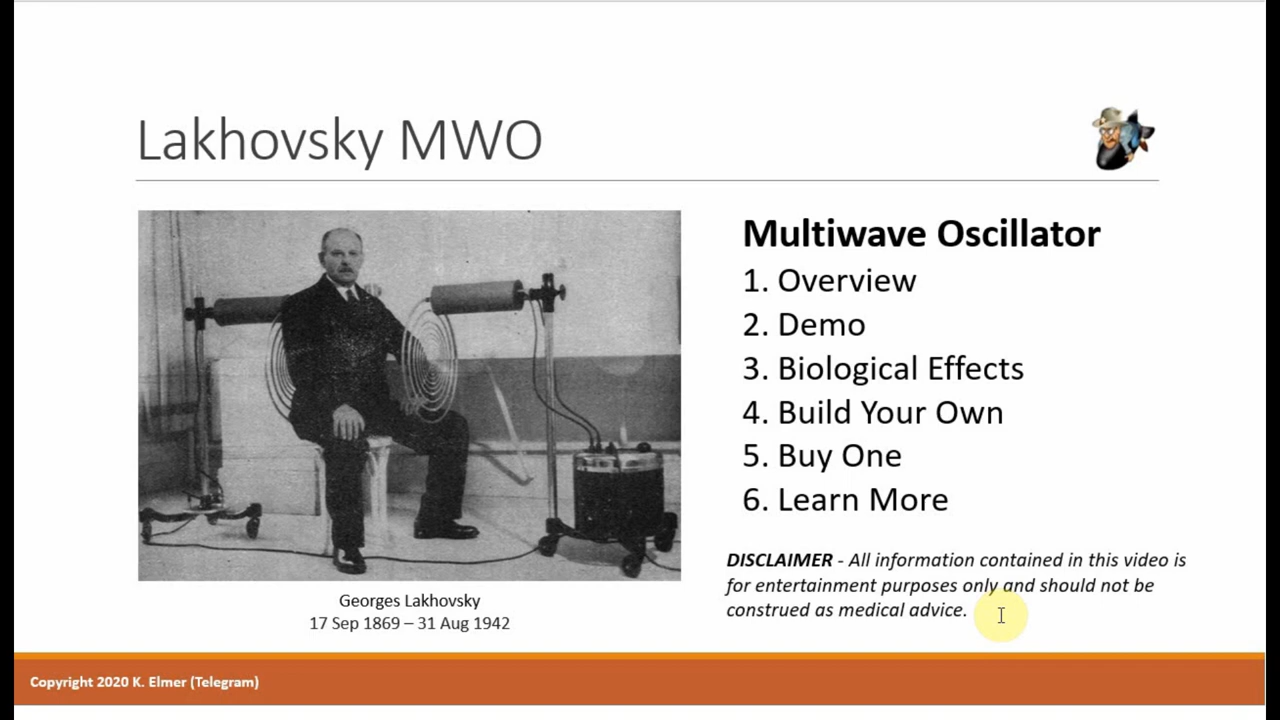 Lakhovsky MWO
Multiwave Oscillator
1. Overview
2. Demo
3. Biological Effects
4. Build Your Own
5. Buy One
6. Learn More
DISCLAIMER - All information contained in this video is
for entertainment purposes only and should not be
construed as medical advice.
Georges Lakhovsky
17 Sep 1869 – 31 Aug 1942
Copyright 2020 K. Elmer (Telegram)